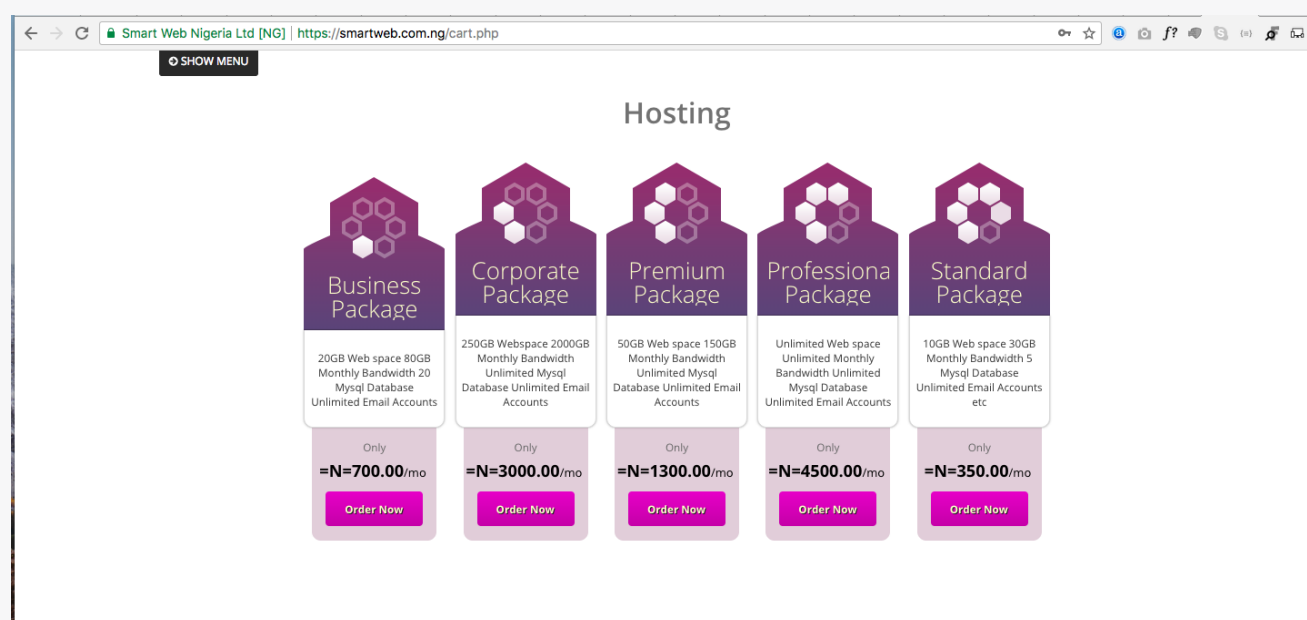 Smart Web Nigeria Ltd [NG] | https://smartweb.com.ng/cart.php
f?
SHOW MENU
Hosting
Business
Package
20GB Web space 80GB
Monthly Bandwidth 20
Mysql Database
Unlimited Email Accounts
Only
=N=700.00/mo
Order Now
Corporate
Package
250GB Webspace 2000GB
Monthly Bandwidth
Unlimited Mysql
Database Unlimited Email
Accounts
Only
=N=3000.00/mo
Order Now
Premium
Package
50GB Web space 150GB
Monthly Bandwidth
Unlimited Mysql
Database Unlimited Email
Accounts
Only
=N=1300.00/mo
Order Now
Professiona
Package
Unlimited Web space
Unlimited Monthly
Bandwidth Unlimited
Mysql Database
Unlimited Email Accounts
Only
=N=4500.00/mo
Order Now
Standard
Package
10GB Web space 30GB
Monthly Bandwidth 5
Mysql Database
Unlimited Email Accounts
etc
Only
=N=350.00/mo
Order Now